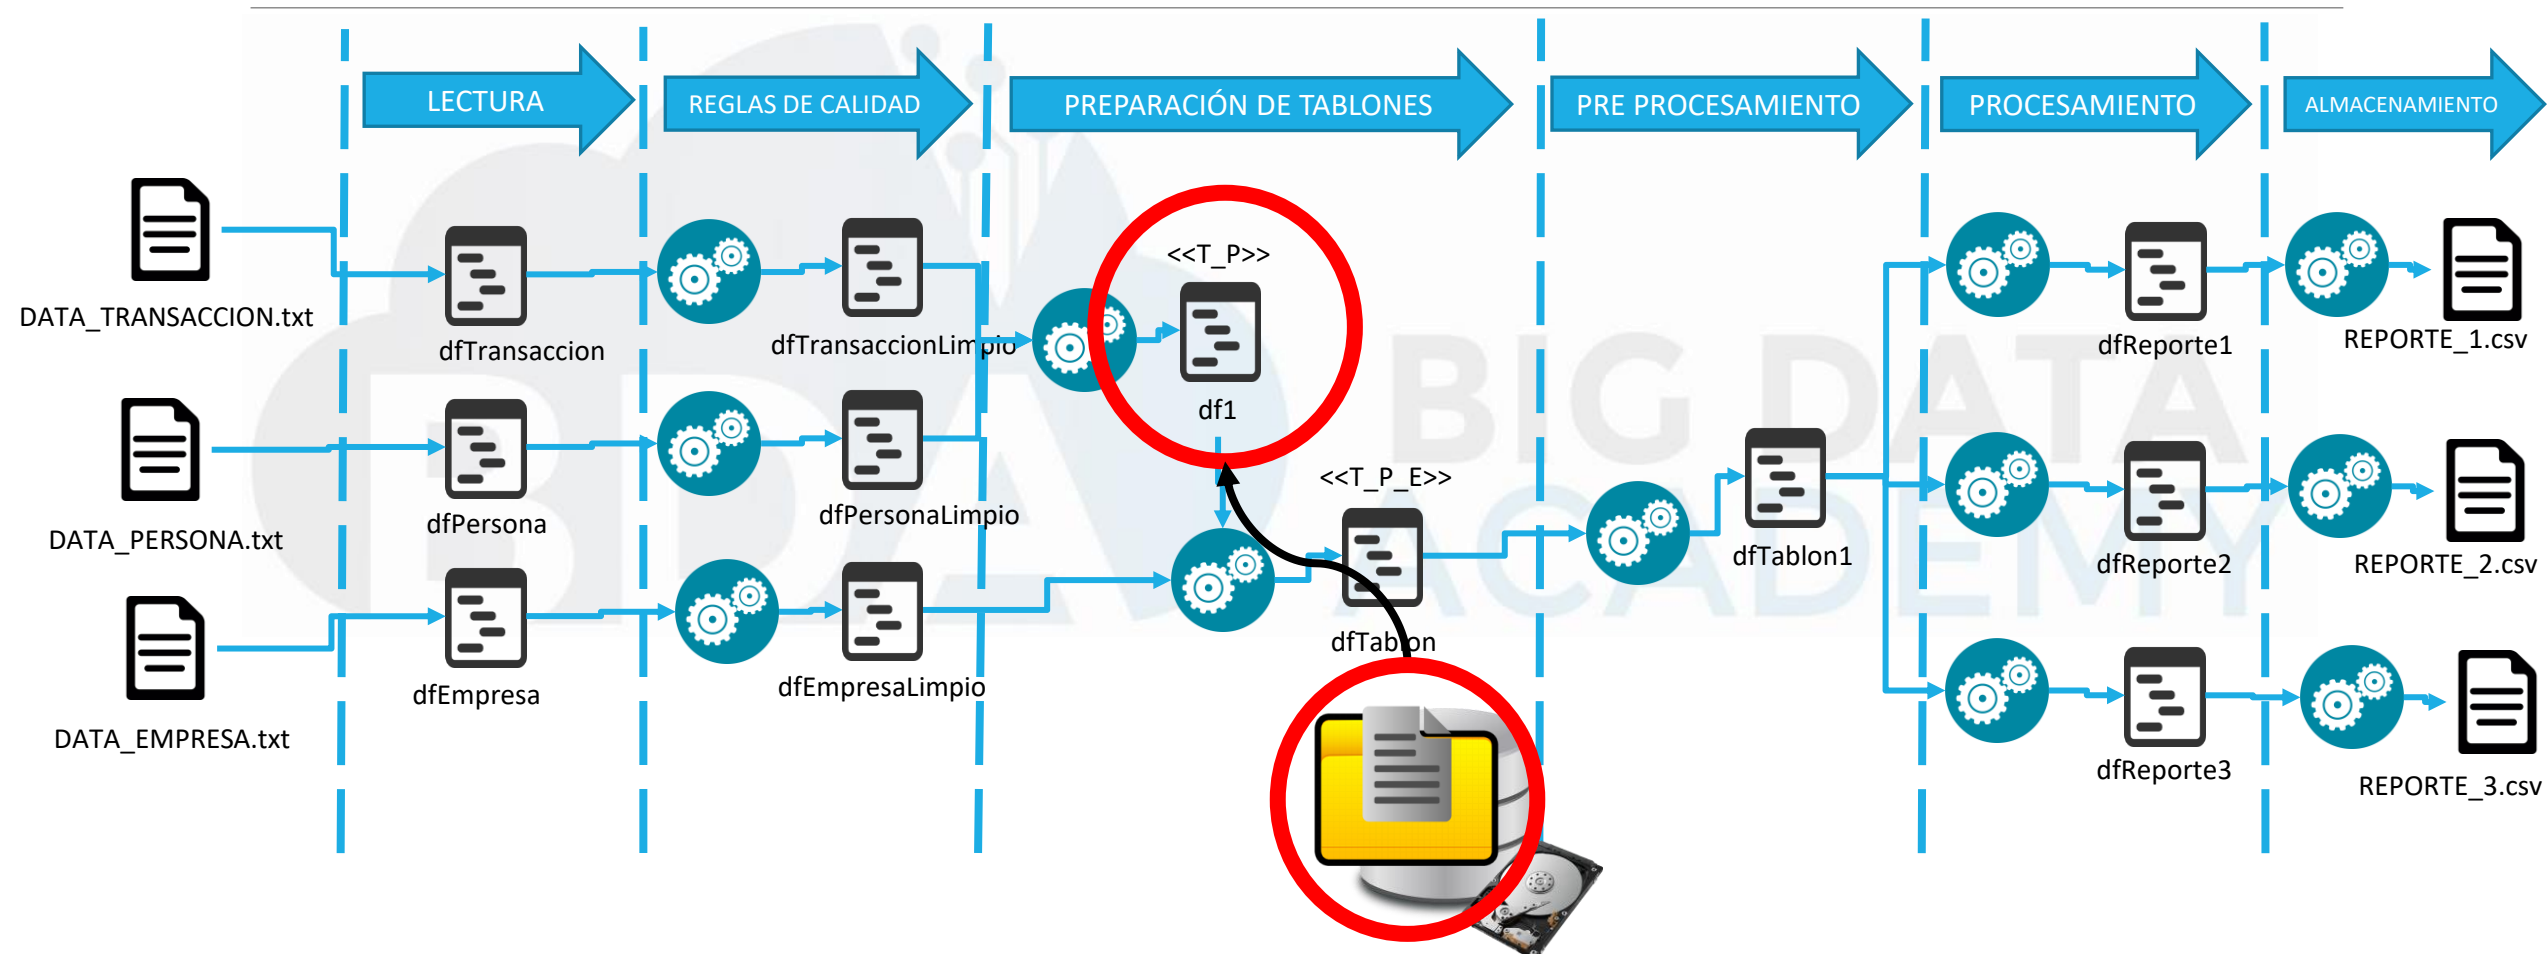 LECTURA
REGLAS DE CALIDAD
PREPARACIÓN DE TABLONES
PRE PROCESAMIENTO
PROCESAMIENTO
ALMACENAMIENTO
DATA_TRANSACCION.txt
dfTransaccion
dfTransaccionLimpio
<<T_P>>
df1
dfReporte1
REPORTE_1.csv
DATA_PERSONA.txt
dfPersona
dfPersonaLimpio
<<T_P_E>>
dfTablon
dfTablon1
dfReporte2
REPORTE_2.csv
DATA_EMPRESA.txt
dfEmpresa
dfEmpresaLimpio
dfReporte3
REPORTE_3.csv
BDA
BIG DATA
ACADEMY